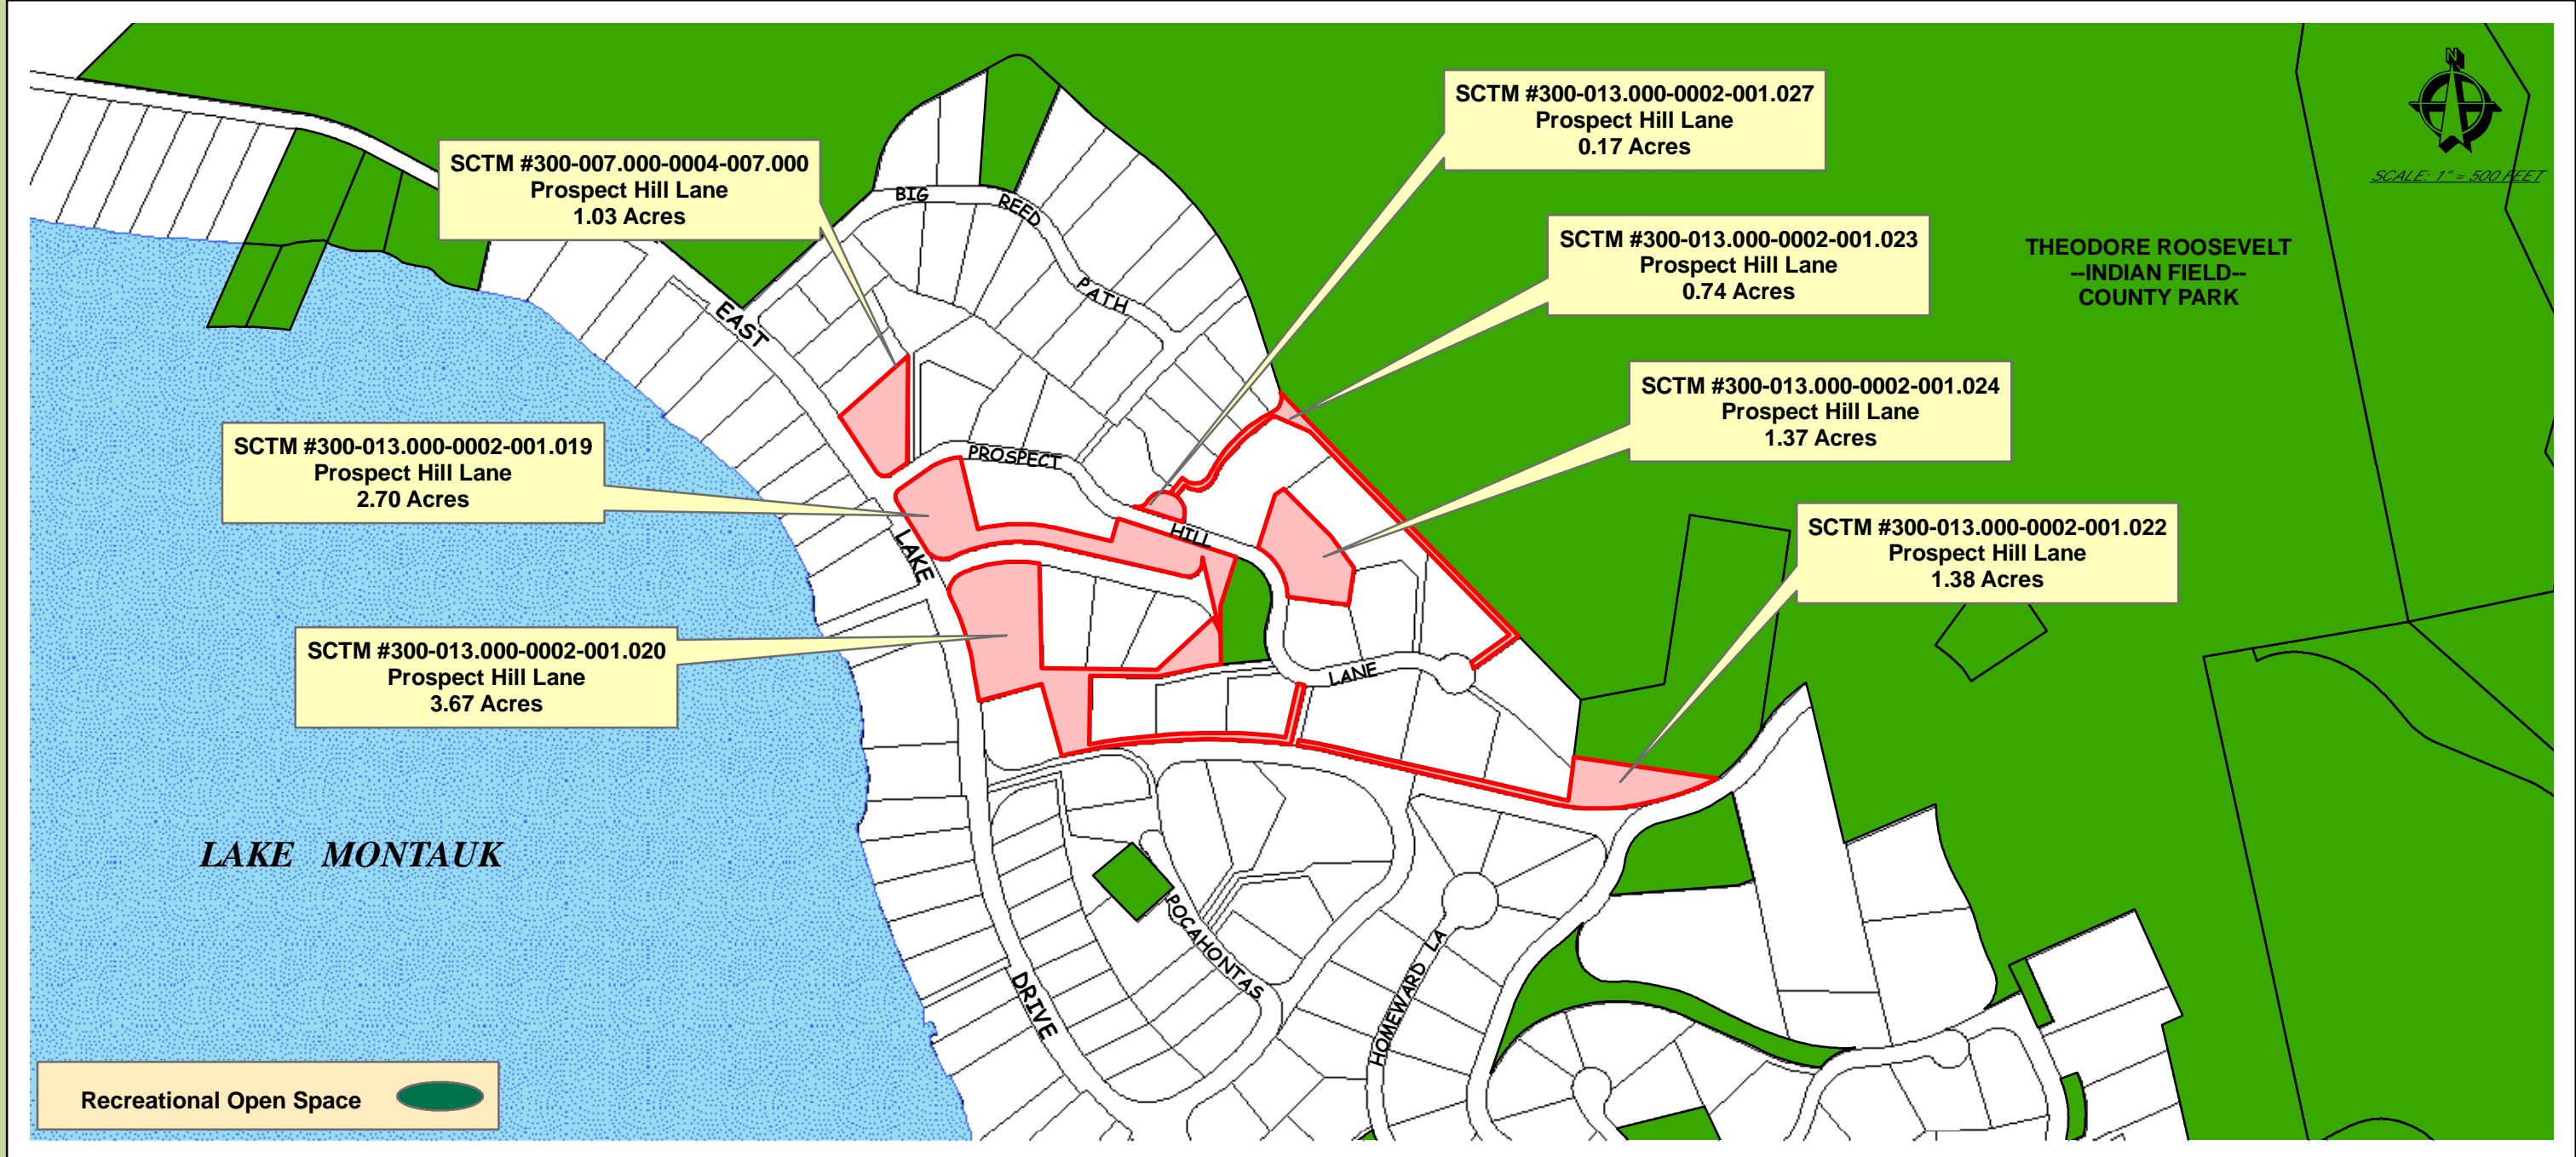 SCTM #300-013.000-0002-001.027
Prospect Hill Lane
0.17 Acres
N
SCALE: 1" = 500 FEET
SCTM #300-007.000-0004-007.000
Prospect Hill Lane
1.03 Acres
BIG REED PATH
SCTM #300-013.000-0002-001.023
Prospect Hill Lane
0.74 Acres
THEODORE ROOSEVELT
--INDIAN FIELD--
COUNTY PARK
EAST LAKE DRIVE
SCTM #300-013.000-0002-001.024
Prospect Hill Lane
1.37 Acres
SCTM #300-013.000-0002-001.019
Prospect Hill Lane
2.70 Acres
PROSPECT HILL LANE
SCTM #300-013.000-0002-001.022
Prospect Hill Lane
1.38 Acres
SCTM #300-013.000-0002-001.020
Prospect Hill Lane
3.67 Acres
LAKE MONTAUK
POCAHONTAS
HOMEWARD LA
Recreational Open Space